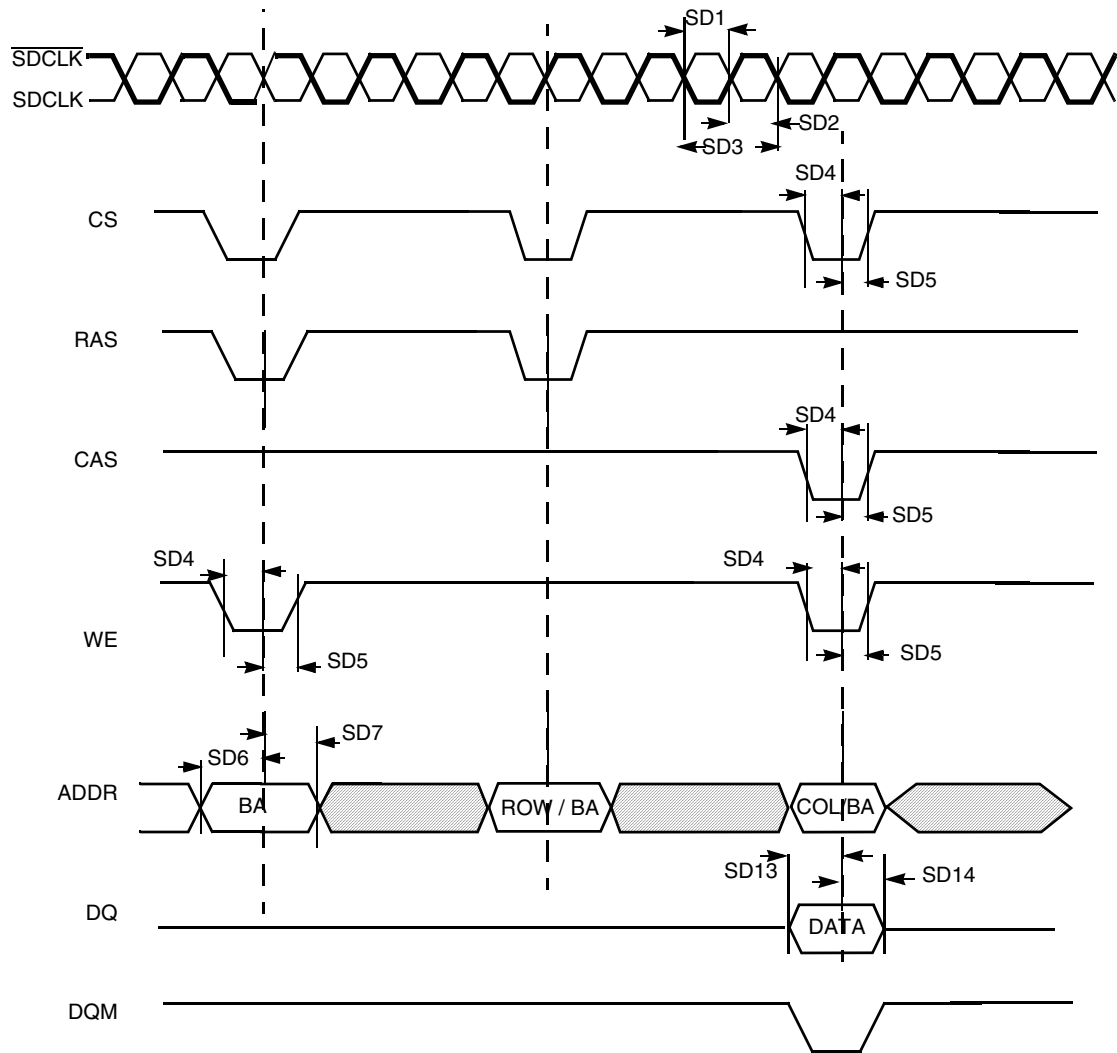 SD1
SDCLK
SDCLK
SD2
SD3
SD4
CS
SD5
RAS
SD4
CAS
SD5
SD4
SD4
WE
SD5
SD5
SD7
SD6
ADDR
BA
ROW / BA
COL/BA
SD13
SD14
DQ
DATA
DQM